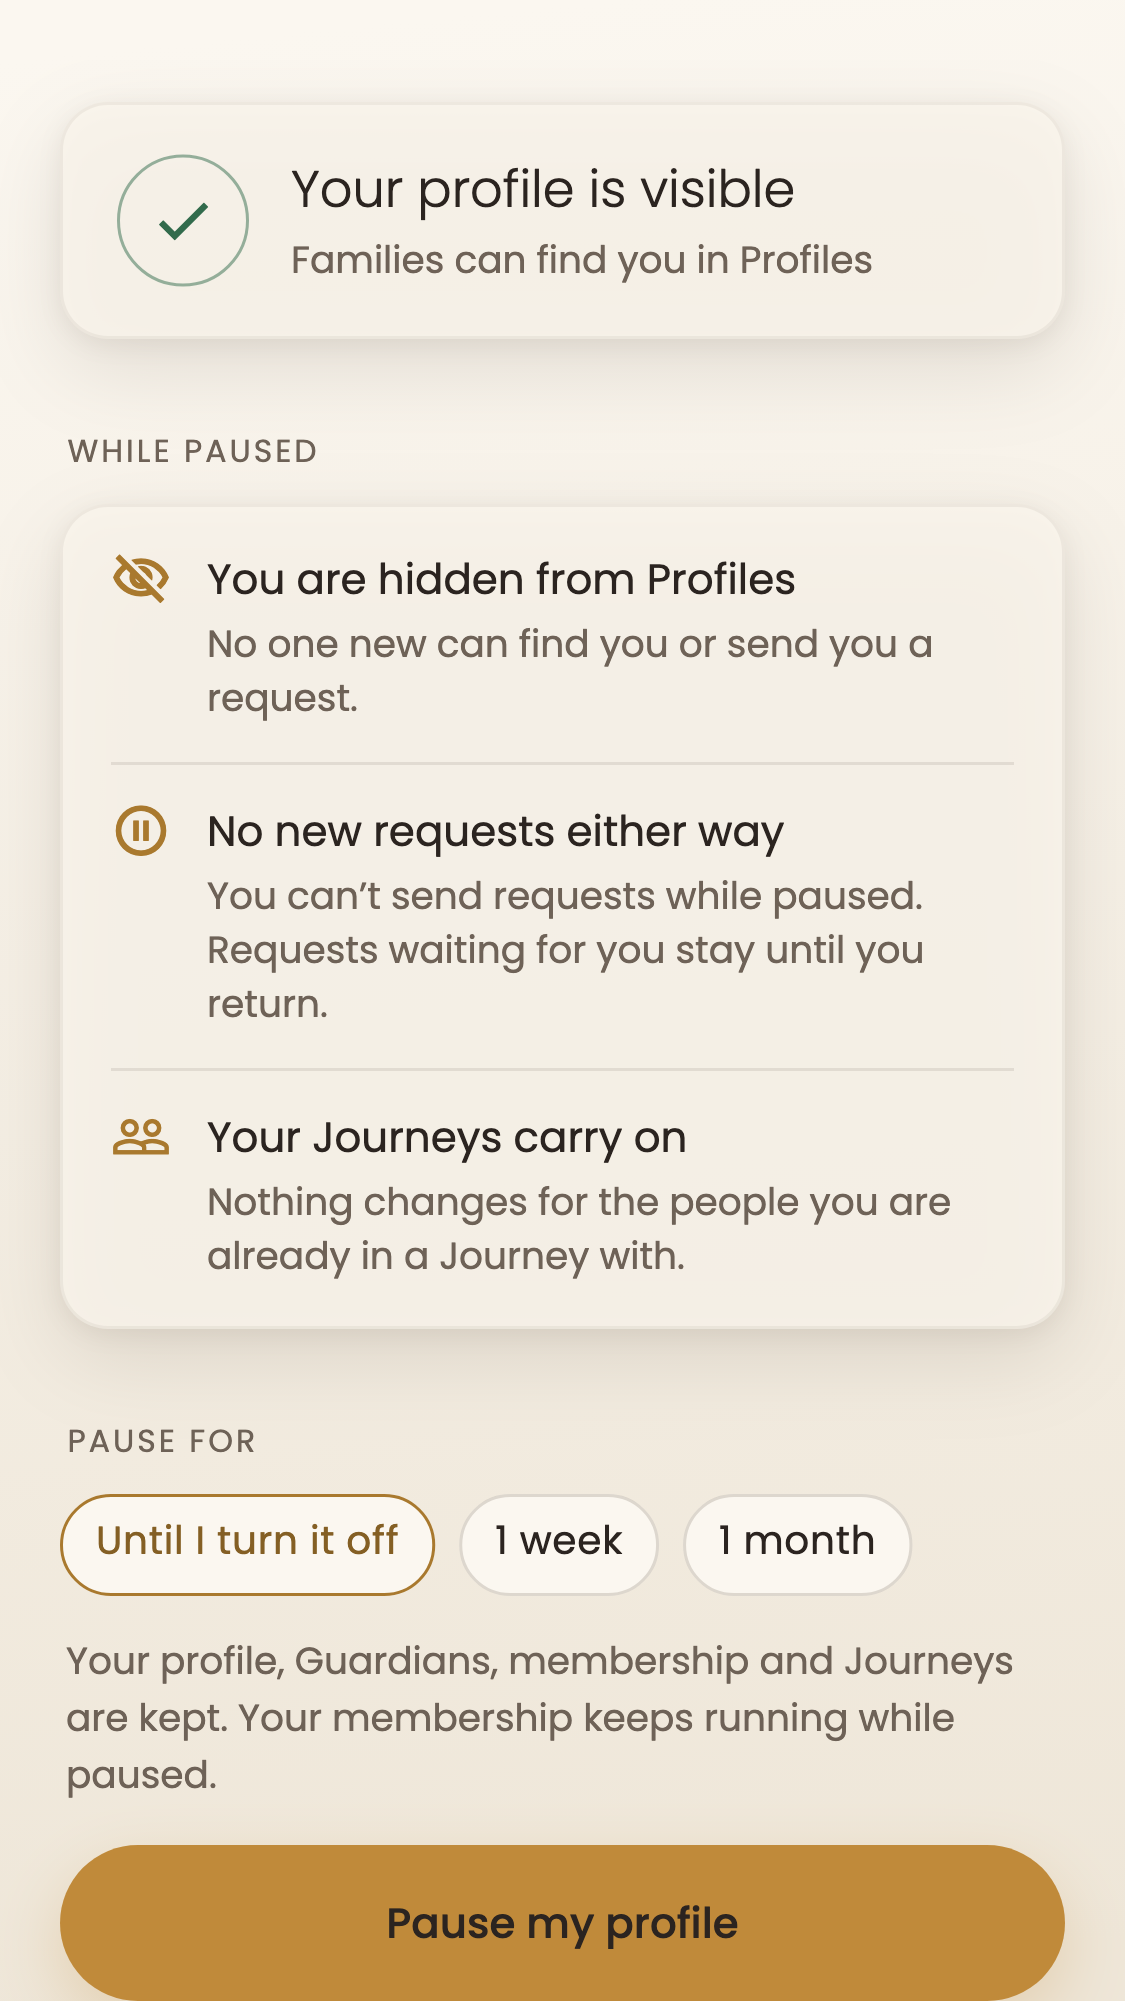 Your profile is visible
Families can find you in Profiles
WHILE PAUSED
You are hidden from Profiles
No one new can find you or send you a
request.
No new requests either way
You can’t send requests while paused.
Requests waiting for you stay until you
return.
Your Journeys carry on
Nothing changes for the people you are
already in a Journey with.
PAUSE FOR
Until I turn it off
1 week
1 month
Your profile, Guardians, membership and Journeys
are kept. Your membership keeps running while
paused.
Pause my profile